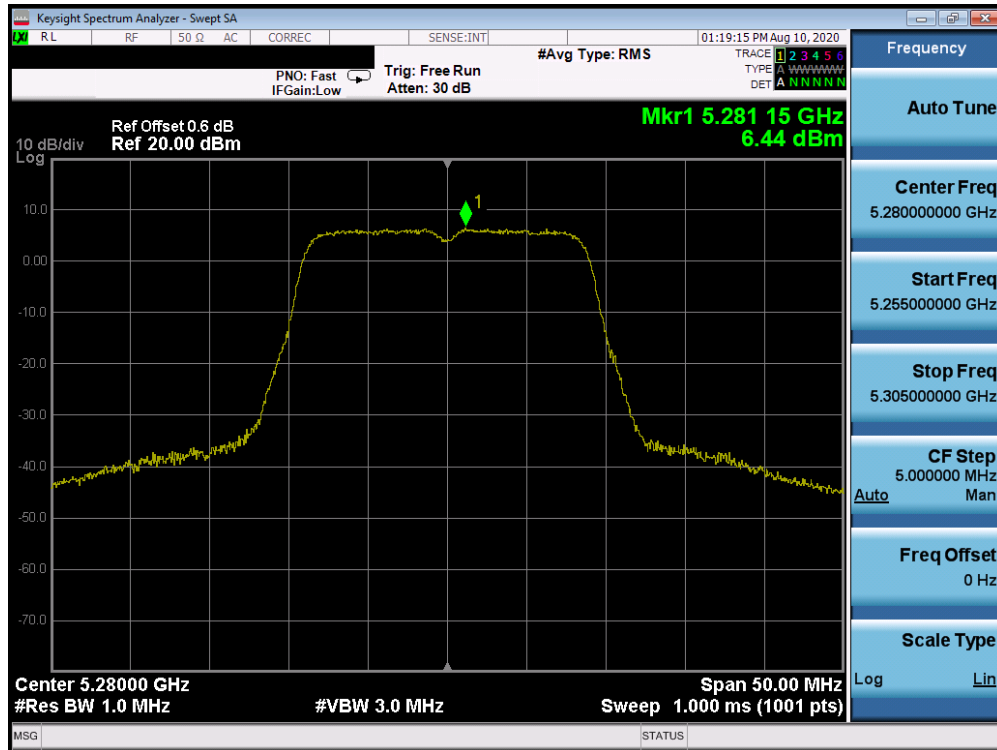 Keysight Spectrum Analyzer - Swept SA
LXI RL RF 50 Ω AC CORREC SENSE:INT 01:19:15 PM Aug 10, 2020
#Avg Type: RMS TRACE 1 2 3 4 5 6
PNO: Fast Trig: Free Run TYPE A WWWWW
IFGain:Low Atten: 30 dB DET A N N N N N
Mkr1 5.281 15 GHz
6.44 dBm
Ref Offset 0.6 dB
10 dB/div Ref 20.00 dBm
Log
1
10.0
0.00
-10.0
-20.0
-30.0
-40.0
-50.0
-60.0
-70.0
Center 5.28000 GHz Span 50.00 MHz
#Res BW 1.0 MHz #VBW 3.0 MHz Sweep 1.000 ms (1001 pts)
MSG STATUS
Frequency
Auto Tune
Center Freq
5.280000000 GHz
Start Freq
5.255000000 GHz
Stop Freq
5.305000000 GHz
CF Step
5.000000 MHz
Auto Man
Freq Offset
0 Hz
Scale Type
Log Lin